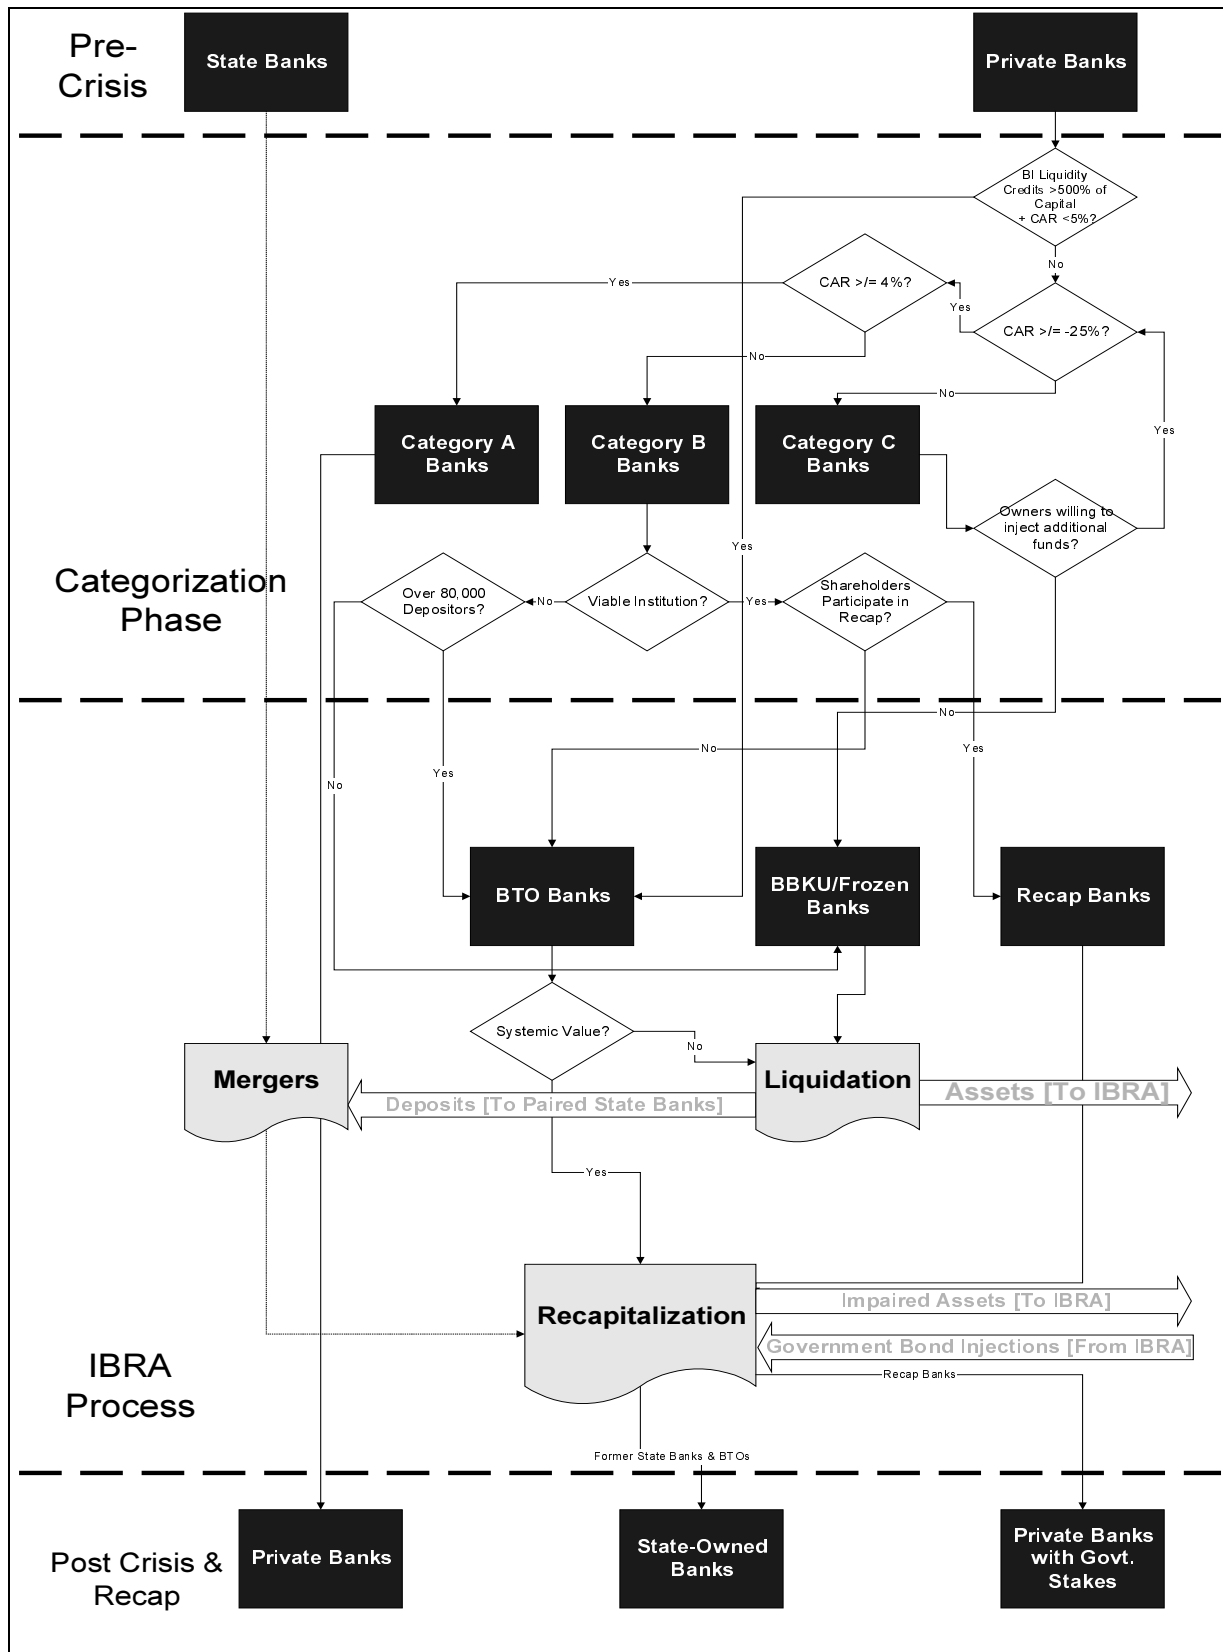 Pre-
Crisis
State Banks
Private Banks
BI Liquidity
Credits >500% of
Capital
+ CAR <5%?
No
CAR >/= 4%?
Yes
Yes
CAR >/= -25%?
No
No
Category A
Banks
Category B
Banks
Category C
Banks
Yes
Owners willing to
inject additional
funds?
Yes
Categorization
Phase
Over 80,000
Depositors?
No
Viable Institution?
Yes
Shareholders
Participate in
Recap?
No
No
Yes
No
Yes
BTO Banks
BBKU/Frozen
Banks
Recap Banks
Systemic Value?
No
Mergers
Liquidation
Assets [To IBRA]
Deposits [To Paired State Banks]
Yes
Recapitalization
Impaired Assets [To IBRA]
Government Bond Injections [From IBRA]
IBRA
Process
Recap Banks
Former State Banks & BTOs
Post Crisis &
Recap
Private Banks
State-Owned
Banks
Private Banks
with Govt.
Stakes